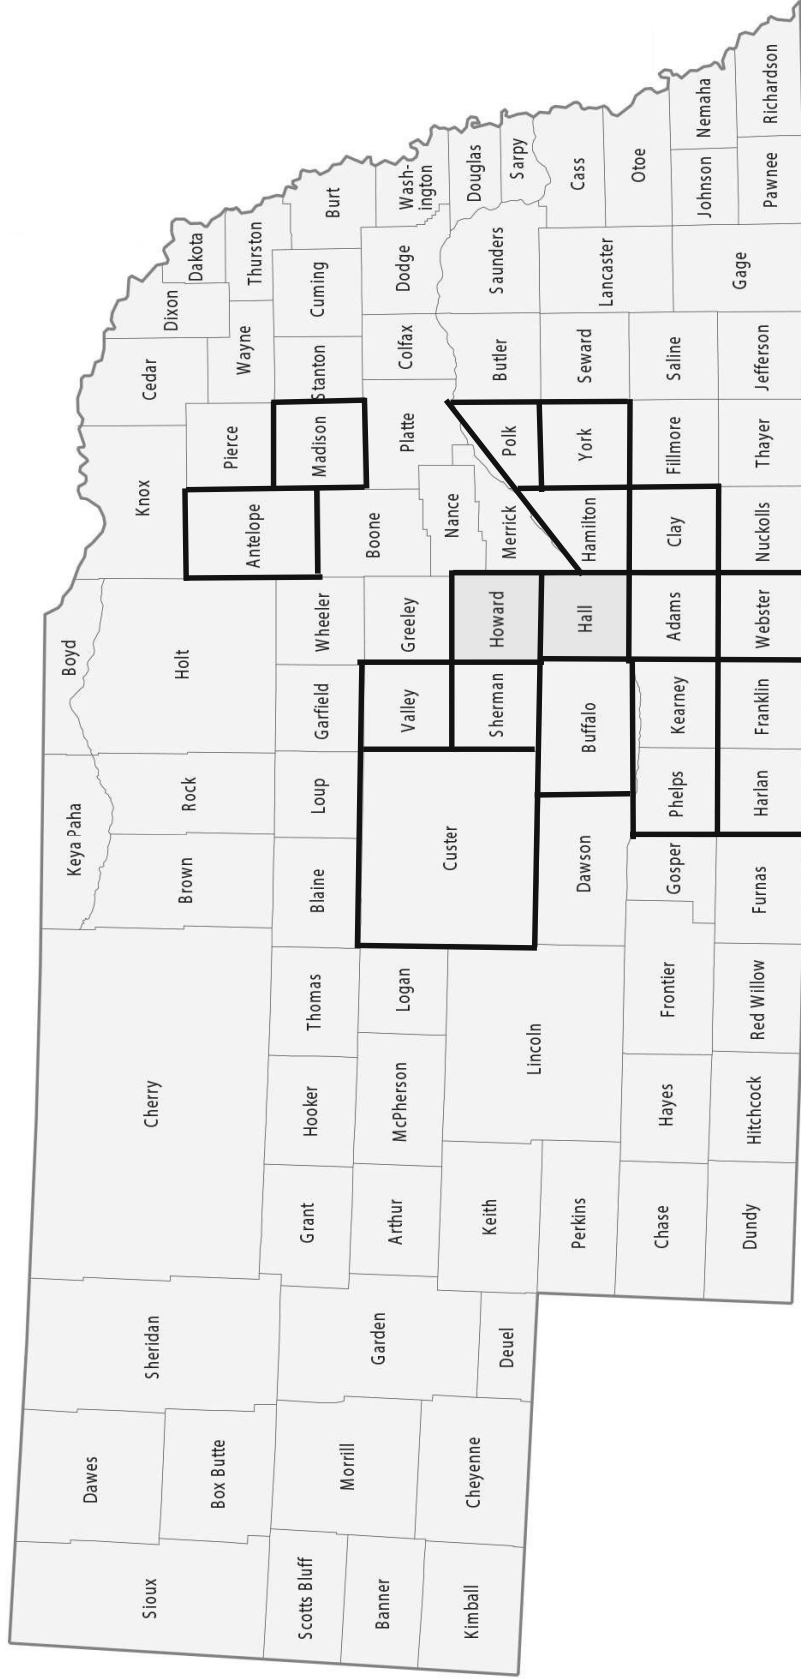 Sioux
Dawes
Box Butte
Sheridan
Scotts Bluff
Banner
Kimball
Morrill
Cheyenne
Garden
Deuel
Cherry
Grant
Hooker
Thomas
Arthur
McPherson
Logan
Keith
Lincoln
Perkins
Chase
Hayes
Frontier
Dundy
Hitchcock
Red Willow
Keya Paha
Boyd
Brown
Rock
Holt
Blaine
Loup
Garfield
Wheeler
Custer
Valley
Greeley
Sherman
Howard
Dawson
Buffalo
Hall
Gosper
Phelps
Kearney
Adams
Furnas
Harlan
Franklin
Webster
Knox
Cedar
Dixon
Dakota
Antelope
Pierce
Wayne
Thurston
Madison
Stanton
Cuming
Burt
Boone
Platte
Colfax
Dodge
Wash-
ington
Nance
Merrick
Polk
Butler
Saunders
Douglas
Sarpy
Hamilton
York
Seward
Lancaster
Cass
Otoe
Clay
Fillmore
Saline
Gage
Johnson
Nemaha
Nuckolls
Thayer
Jefferson
Pawnee
Richardson